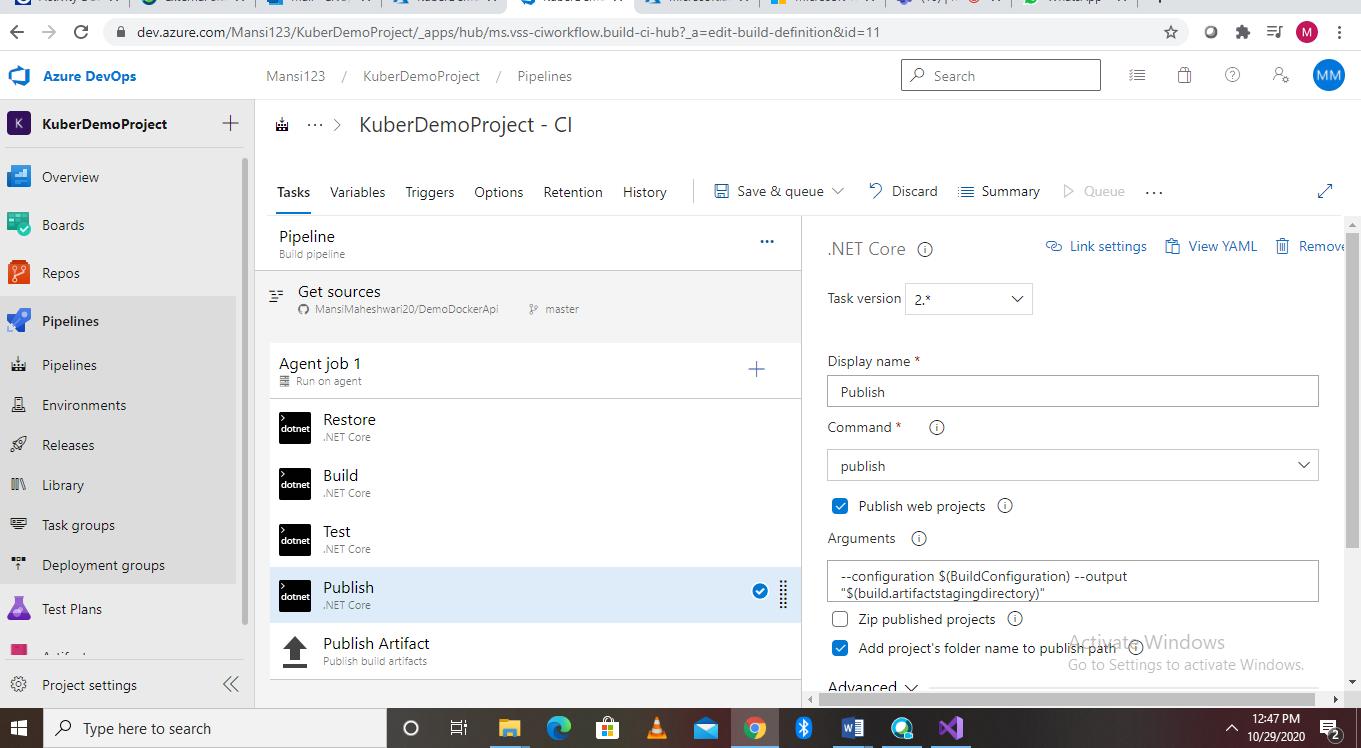 dev.azure.com/Mansi123/KuberDemoProject/_apps/hub/ms.vss-ciworkflow.build-ci-hub?_a=edit-build-definition&id=11
M
Azure DevOps
Mansi123 / KuberDemoProject / Pipelines
Search
MM
K KuberDemoProject
Overview
Boards
Repos
Pipelines
Pipelines
Environments
Releases
Library
Task groups
Deployment groups
Test Plans
Project settings
... > KuberDemoProject - CI
Tasks Variables Triggers Options Retention History Save & queue Discard Summary Queue ...
Pipeline ...
Build pipeline
Get sources
MansiMaheshwari20/DemoDockerApi master
Agent job 1
Run on agent
dotnet Restore
.NET Core
dotnet Build
.NET Core
dotnet Test
.NET Core
dotnet Publish
.NET Core
Publish Artifact
Publish build artifacts
.NET Core Link settings View YAML Remove
Task version 2.*
Display name *
Publish
Command *
publish
Publish web projects
Arguments
--configuration $(BuildConfiguration) --output
"$(build.artifactstagingdirectory)"
Zip published projects
Add project's folder name to publish path
Advanced
Activate Windows
Go to Settings to activate Windows.
Type here to search
12:47 PM
10/29/2020
2